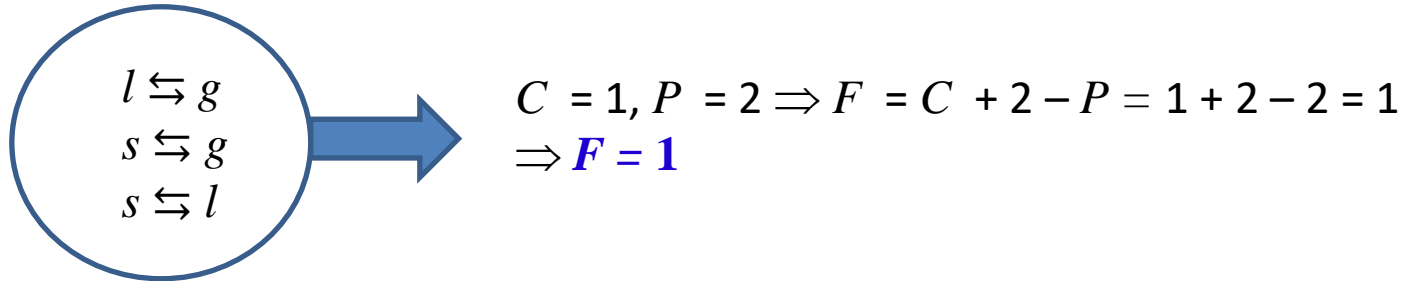 l ⇆ g
s ⇆ g
s ⇆ l
C = 1, P = 2 ⇒ F = C + 2 – P = 1 + 2 – 2 = 1
⇒ F = 1